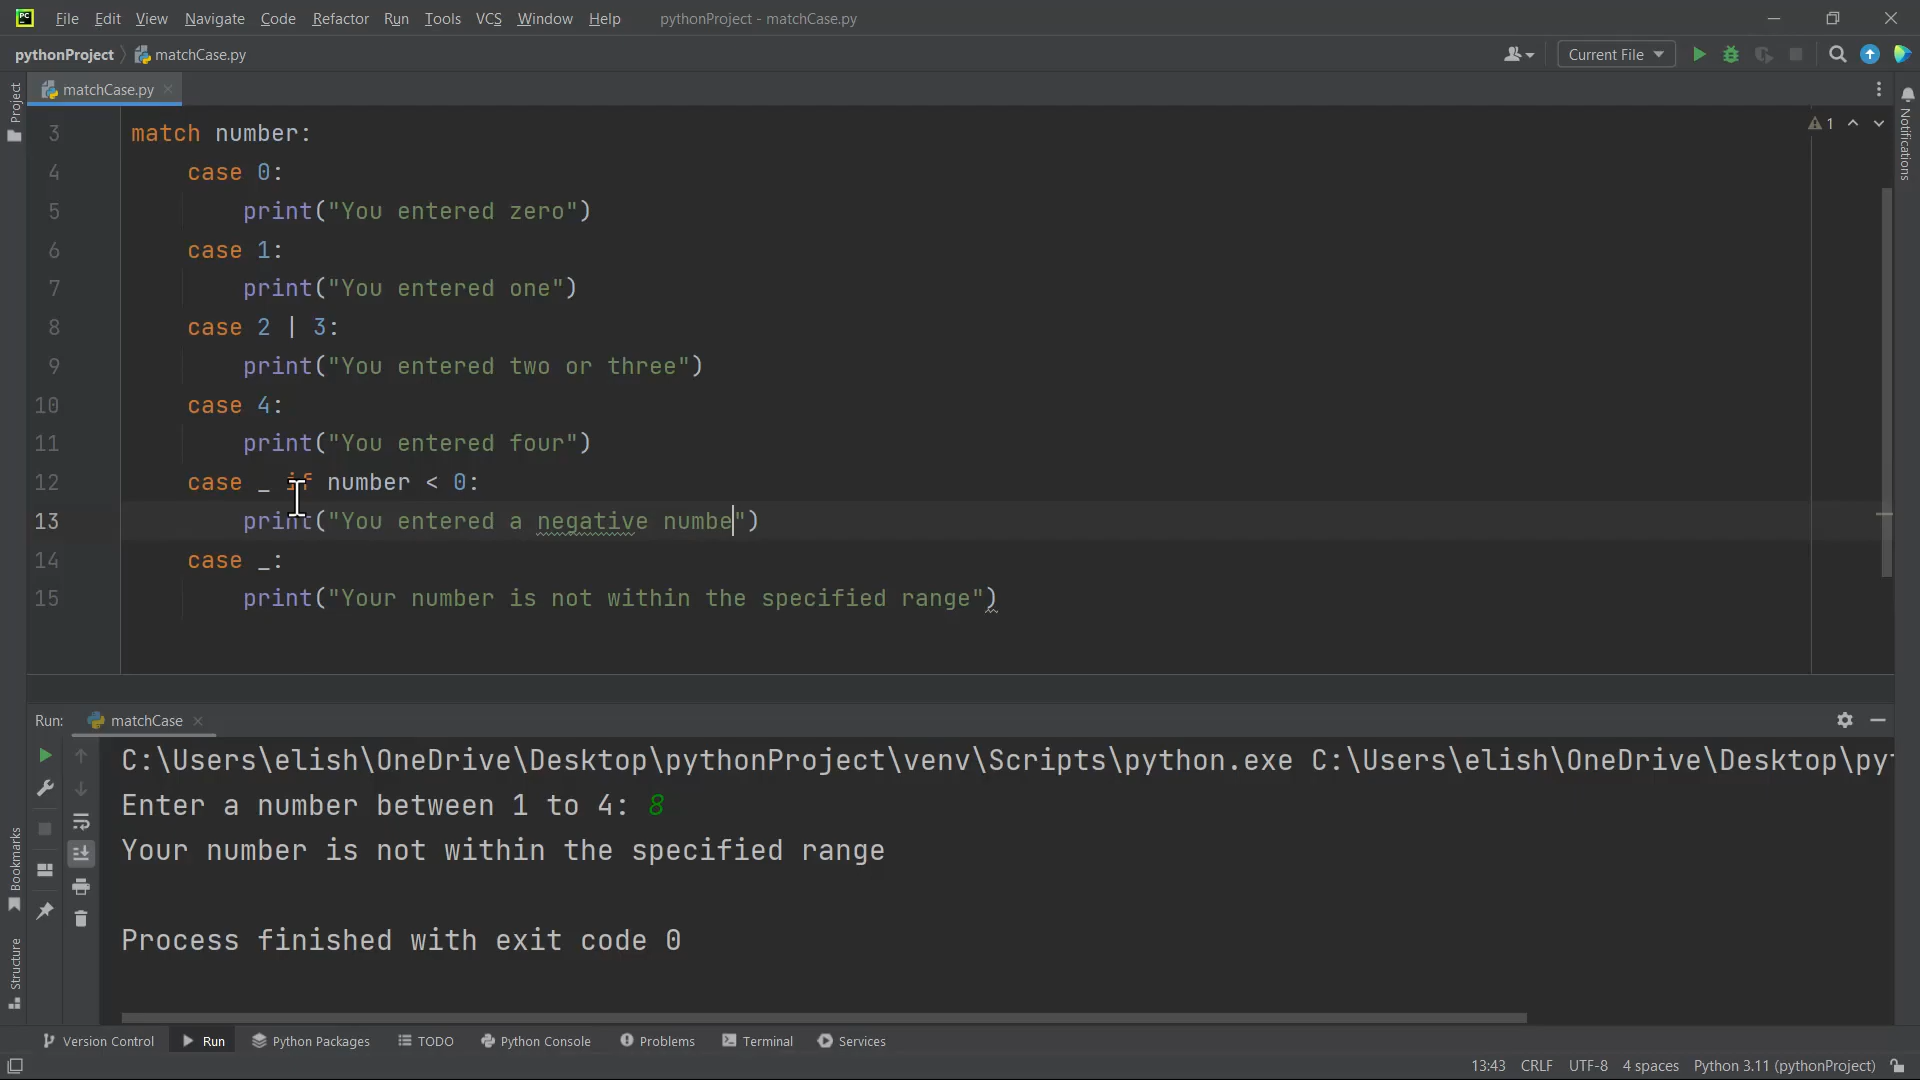 File Edit View Navigate Code Refactor Run Tools VCS Window Help pythonProject - matchCase.py
pythonProject matchCase.py Current File
matchCase.py
Project
Notifications
1
3 match number:
4 case 0:
5 print("You entered zero")
6 case 1:
7 print("You entered one")
8 case 2 | 3:
9 print("You entered two or three")
10 case 4:
11 print("You entered four")
12 case _ if number < 0:
13 print("You entered a negative numbe")
14 case _:
15 print("Your number is not within the specified range")
Run: matchCase
C:\Users\elish\OneDrive\Desktop\pythonProject\venv\Scripts\python.exe C:\Users\elish\OneDrive\Desktop\py
Enter a number between 1 to 4: 8
Your number is not within the specified range
Process finished with exit code 0
Bookmarks
Structure
Version Control Run Python Packages TODO Python Console Problems Terminal Services
13:43 CRLF UTF-8 4 spaces Python 3.11 (pythonProject)